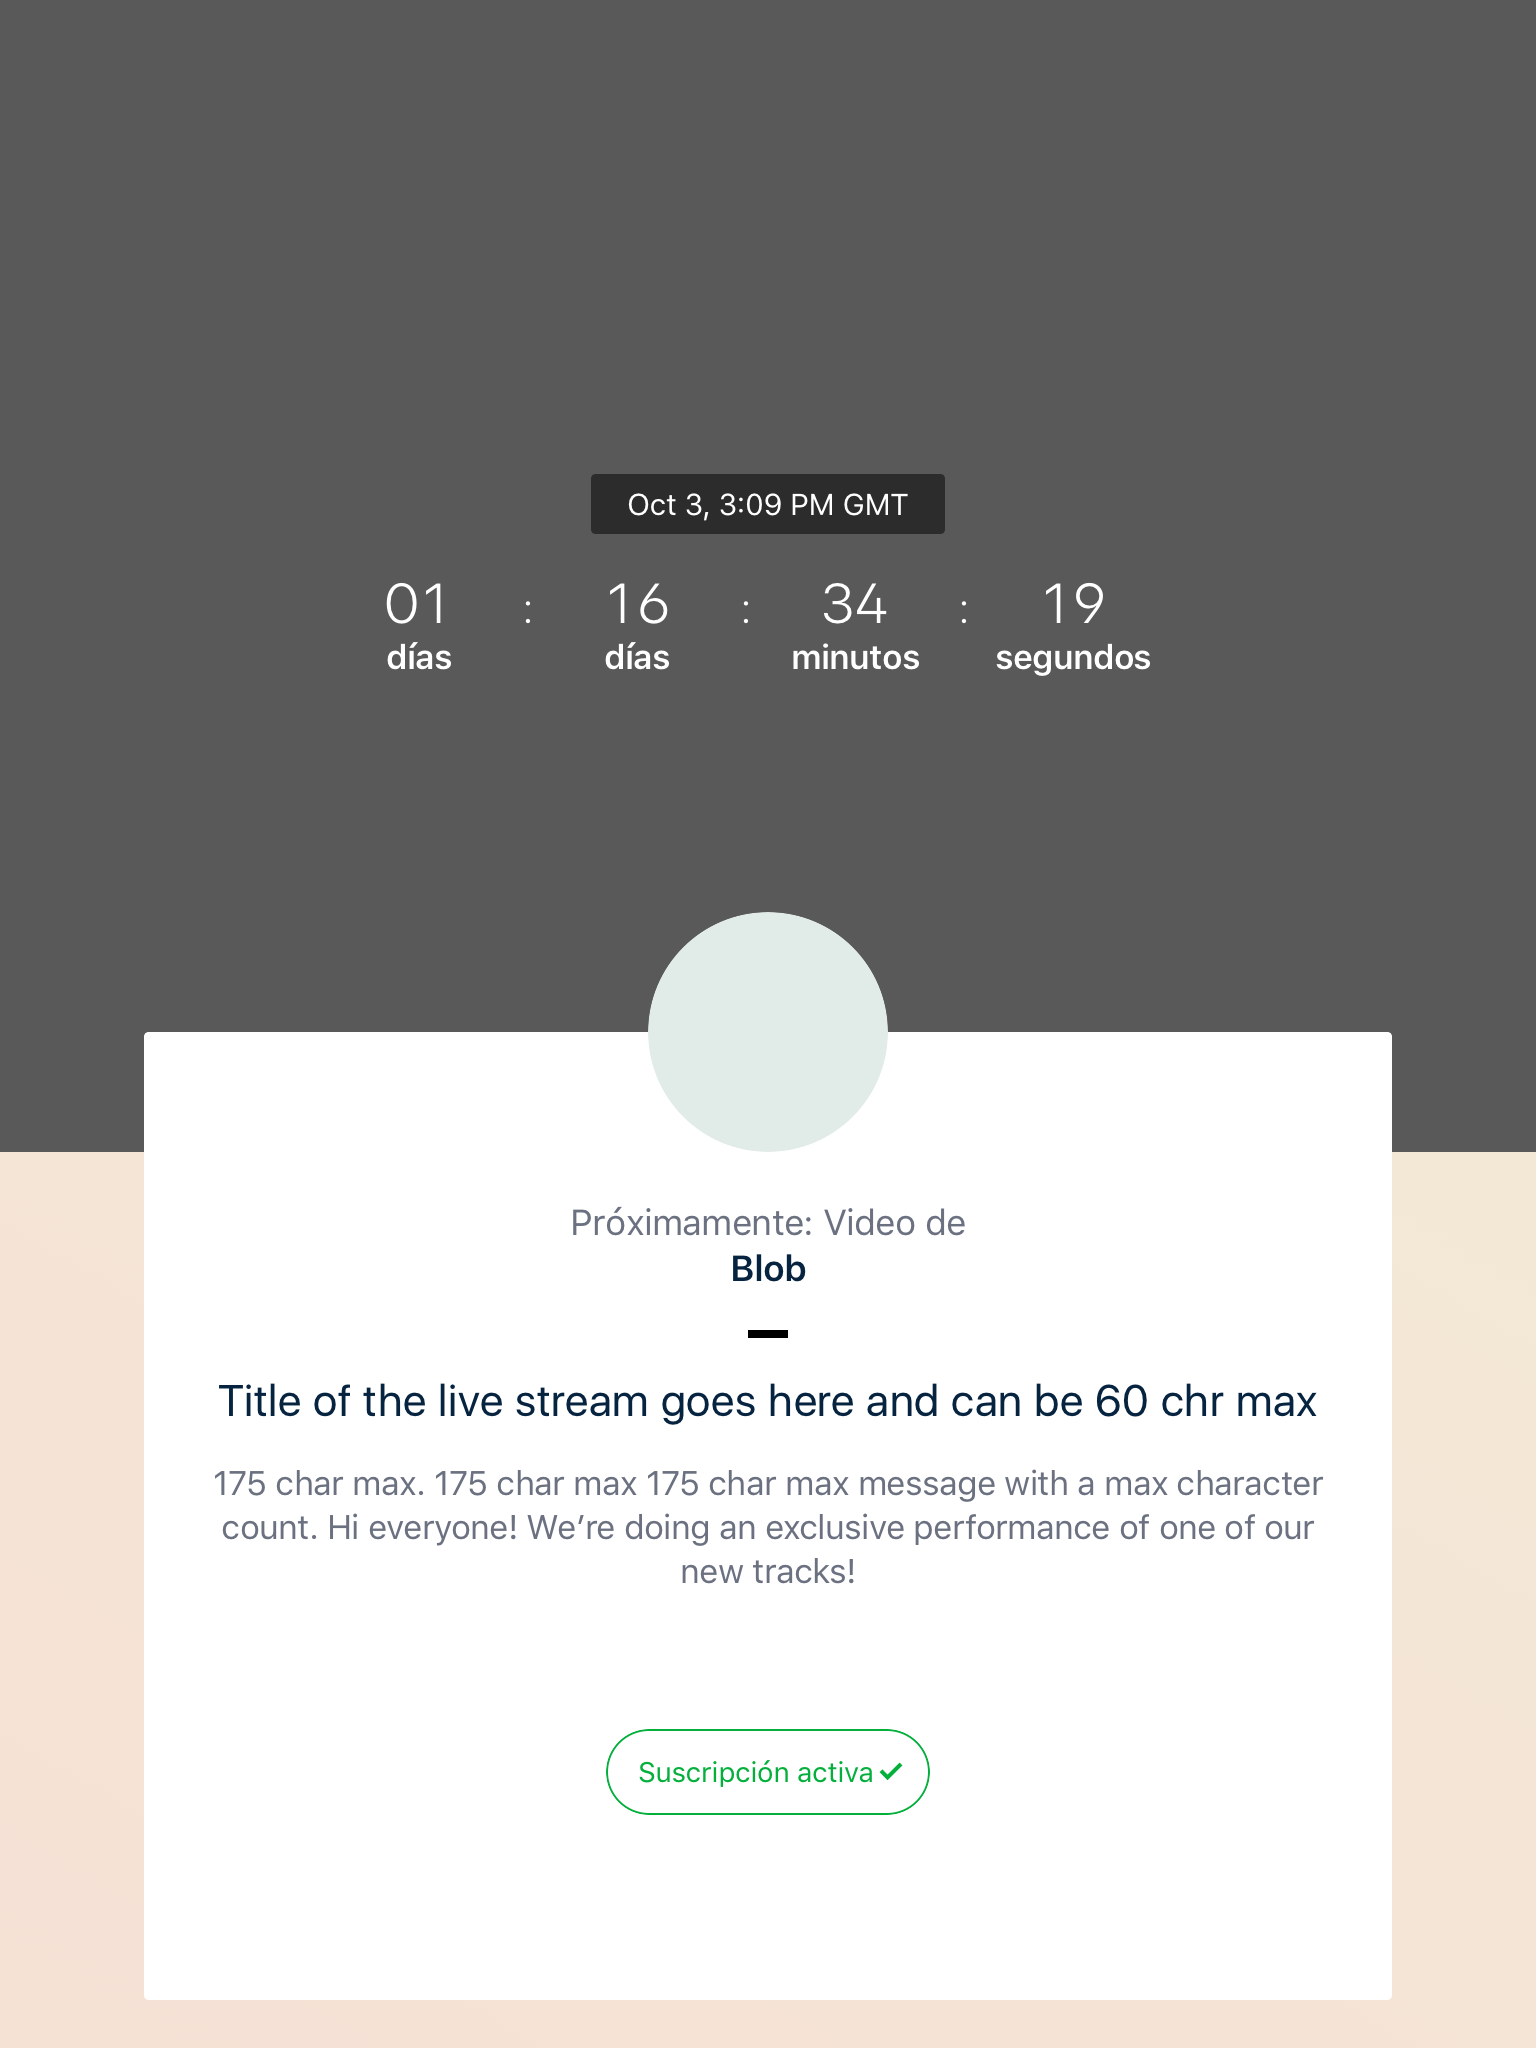 Oct 3, 3:09 PM GMT
01 : 16 : 34 : 19
días días minutos segundos
Próximamente: Video de
Blob
Title of the live stream goes here and can be 60 chr max
175 char max. 175 char max 175 char max message with a max character
count. Hi everyone! We’re doing an exclusive performance of one of our
new tracks!
Suscripción activa